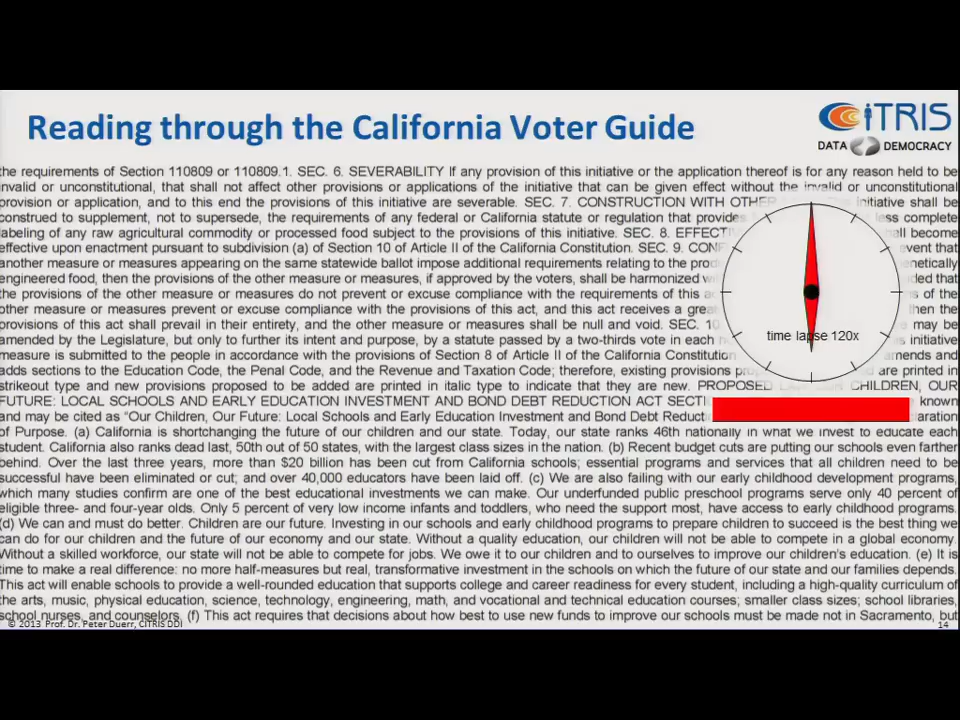 Reading through the California Voter Guide
CiTRIS
DATA DEMOCRACY
the requirements of Section 110809 or 110809.1. SEC. 6. SEVERABILITY If any provision of this initiative or the application thereof is for any reason held to be
invalid or unconstitutional, that shall not affect other provisions or applications of the initiative that can be given effect without the invalid or unconstitutional
provision or application, and to this end the provisions of this initiative are severable. SEC. 7. CONSTRUCTION WITH OTHER initiative shall be
construed to supplement, not to supersede, the requirements of any federal or California statute or regulation that provides less complete
labeling of any raw agricultural commodity or processed food subject to the provisions of this initiative. SEC. 8. become
effective upon enactment pursuant to subdivision (a) of Section 10 of Article II of the California Constitution. SEC. 9. that
another measure or measures appearing on the same statewide ballot impose additional requirements relating to the
engineered food, then the provisions of the other measure or measures, if approved by the voters, shall be harmonized that
the provisions of the other measure or measures do not prevent or excuse compliance with the requirements of this of the
other measure or measures prevent or excuse compliance with the provisions of this act, and this act receives a then the
provisions of this act shall prevail in their entirety, and the other measure or measures shall be null and void. SEC. 10 may be
time lapse 120x
amended by the Legislature, but only to further its intent and purpose, by a statute passed by a two-thirds vote in each initiative
measure is submitted to the people in accordance with the provisions of Section 8 of Article II of the California Constitution amends and
adds sections to the Education Code, the Penal Code, and the Revenue and Taxation Code; therefore, existing provisions are printed in
strikeout type and new provisions proposed to be added are printed in italic type to indicate that they are new. PROPOSED CHILDREN, OUR
FUTURE: LOCAL SCHOOLS AND EARLY EDUCATION INVESTMENT AND BOND DEBT REDUCTION ACT known
and may be cited as “Our Children, Our Future: Local Schools and Early Education Investment and Bond Debt
of Purpose. (a) California is shortchanging the future of our children and our state. Today, our state ranks 46th nationally in what we invest to educate each
student. California also ranks dead last, 50th out of 50 states, with the largest class sizes in the nation. (b) Recent budget cuts are putting our schools even farther
behind. Over the last three years, more than $20 billion has been cut from California schools; essential programs and services that all children need to be
successful have been eliminated or cut; and over 40,000 educators have been laid off. (c) We are also failing with our early childhood development programs,
which many studies confirm are one of the best educational investments we can make. Our underfunded public preschool programs serve only 40 percent of
eligible three- and four-year olds. Only 5 percent of very low income infants and toddlers, who need the support most, have access to early childhood programs.
(d) We can and must do better. Children are our future. Investing in our schools and early childhood programs to prepare children to succeed is the best thing we
can do for our children and the future of our economy and our state. Without a quality education, our children will not be able to compete in a global economy.
Without a skilled workforce, our state will not be able to compete for jobs. We owe it to our children and to ourselves to improve our children's education. (e) It is
time to make a real difference: no more half-measures but real, transformative investment in the schools on which the future of our state and our families depends.
This act will enable schools to provide a well-rounded education that supports college and career readiness for every student, including a high-quality curriculum of
the arts, music, physical education, science, technology, engineering, math, and vocational and technical education courses; smaller class sizes; school libraries,
school nurses, and counselors. (f) This act requires that decisions about how best to use new funds to improve our schools must be made not in Sacramento, but
© 2013 Prof. Dr. Peter Duerr, CITRIS DDI
14